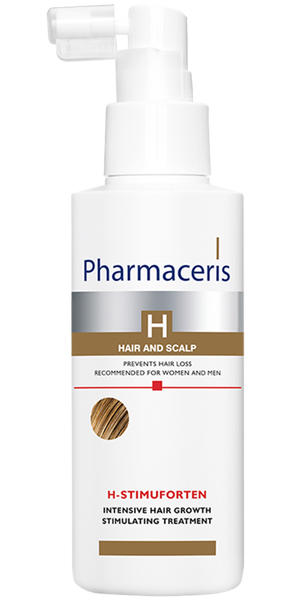 Pharmaceris
H
HAIR AND SCALP
PREVENTS HAIR LOSS
RECOMMENDED FOR WOMEN AND MEN
H-STIMUFORTEN
INTENSIVE HAIR GROWTH
STIMULATING TREATMENT